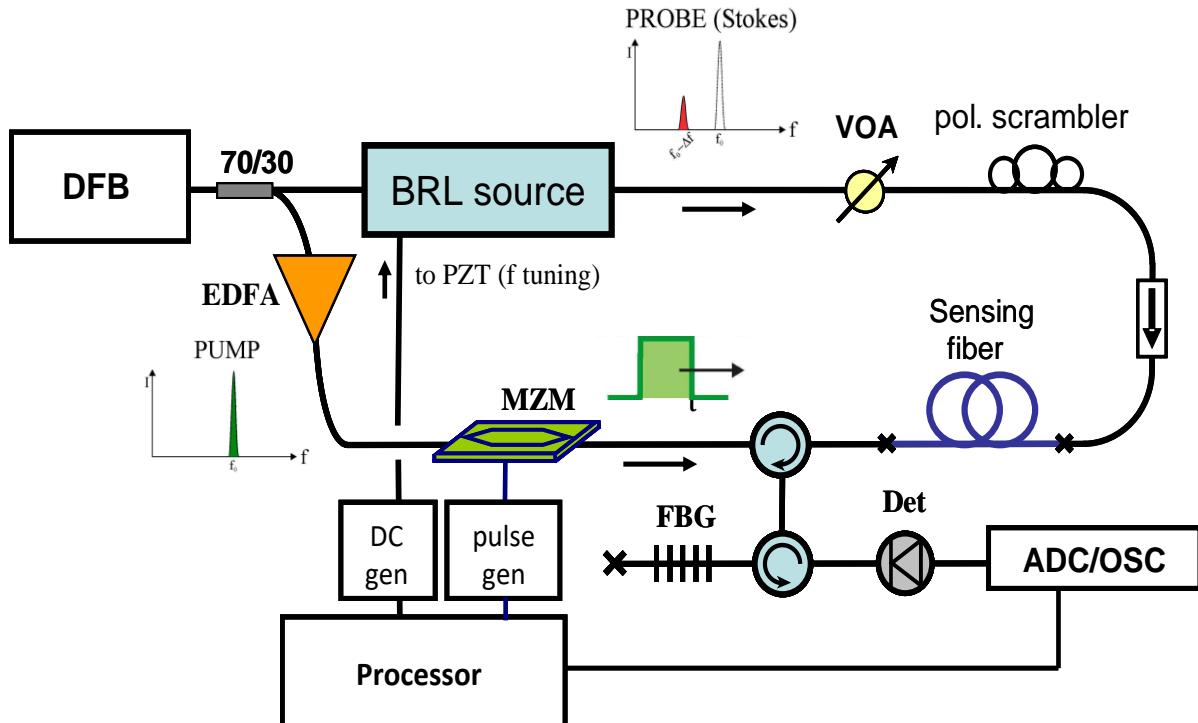 PROBE (Stokes)
I
f₀-Δf
f₀
f
VOA
pol. scrambler
70/30
DFB
BRL source
to PZT (f tuning)
EDFA
Sensing
fiber
PUMP
I
f₀
f
MZM
τ
DC
gen
pulse
gen
FBG
Det
ADC/OSC
Processor